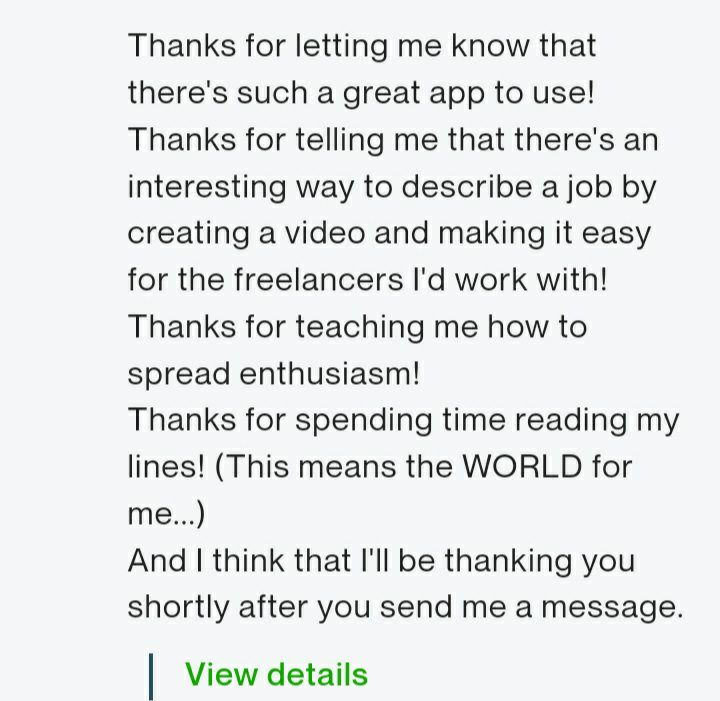 Thanks for letting me know that
there's such a great app to use!
Thanks for telling me that there's an
interesting way to describe a job by
creating a video and making it easy
for the freelancers I'd work with!
Thanks for teaching me how to
spread enthusiasm!
Thanks for spending time reading my
lines! (This means the WORLD for
me...)
And I think that I'll be thanking you
shortly after you send me a message.
View details